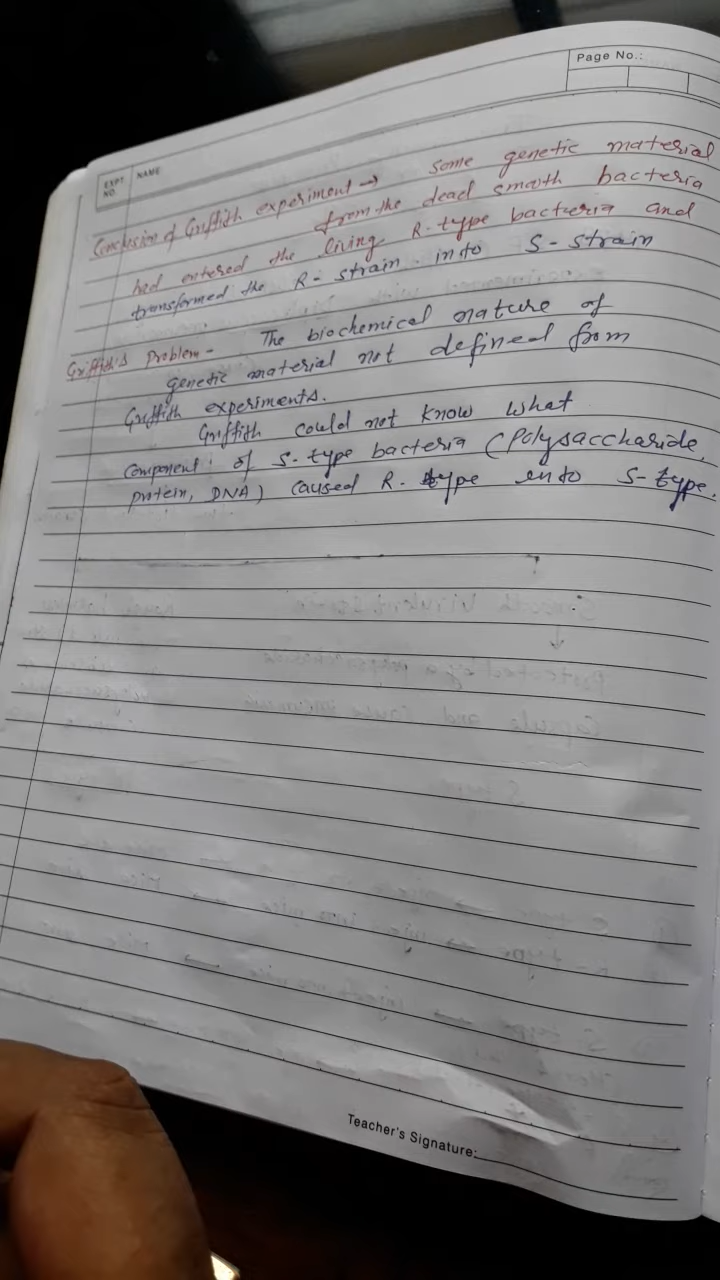 Page No.:
EXPT. NO.
NAME
Conclusion of Griffith experiment → Some genetic material
from the dead smooth bacteria
had entered the living R-type bacteria and
transformed the R-strain into S-strain
Griffith's Problem - The biochemical nature of
genetic material not defined from
Griffith experiments.
Griffith could not know what
component of S-type bacteria (Polysaccharide,
protein, DNA) caused R-type into S-type.
Teacher's Signature: